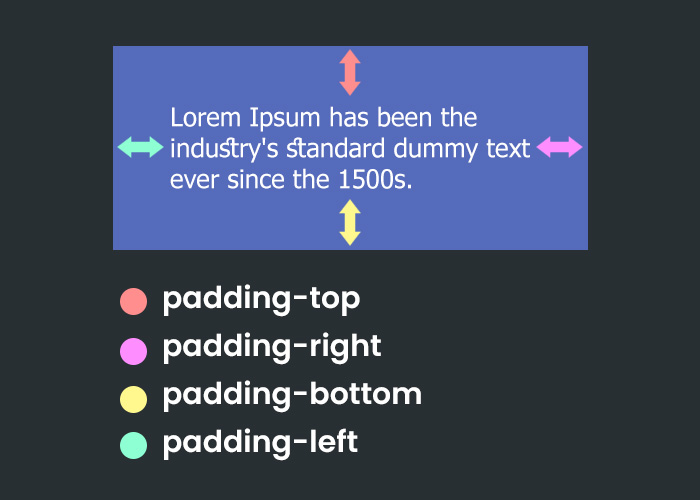 Lorem Ipsum has been the
industry's standard dummy text
ever since the 1500s.
padding-top
padding-right
padding-bottom
padding-left